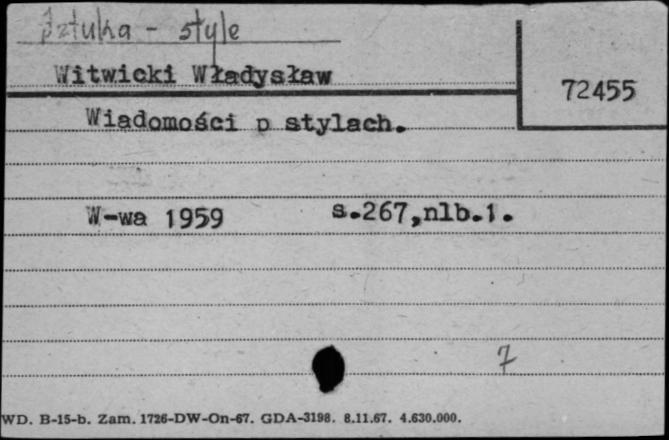 Sztuka - style
Witwicki Władysław
72455
Wiadomości o stylach.
W-wa 1959 s.267,nlb.1.
7
WD. B-15-b. Zam. 1726-DW-On-67. GDA-3198. 8.11.67. 4.630.000.